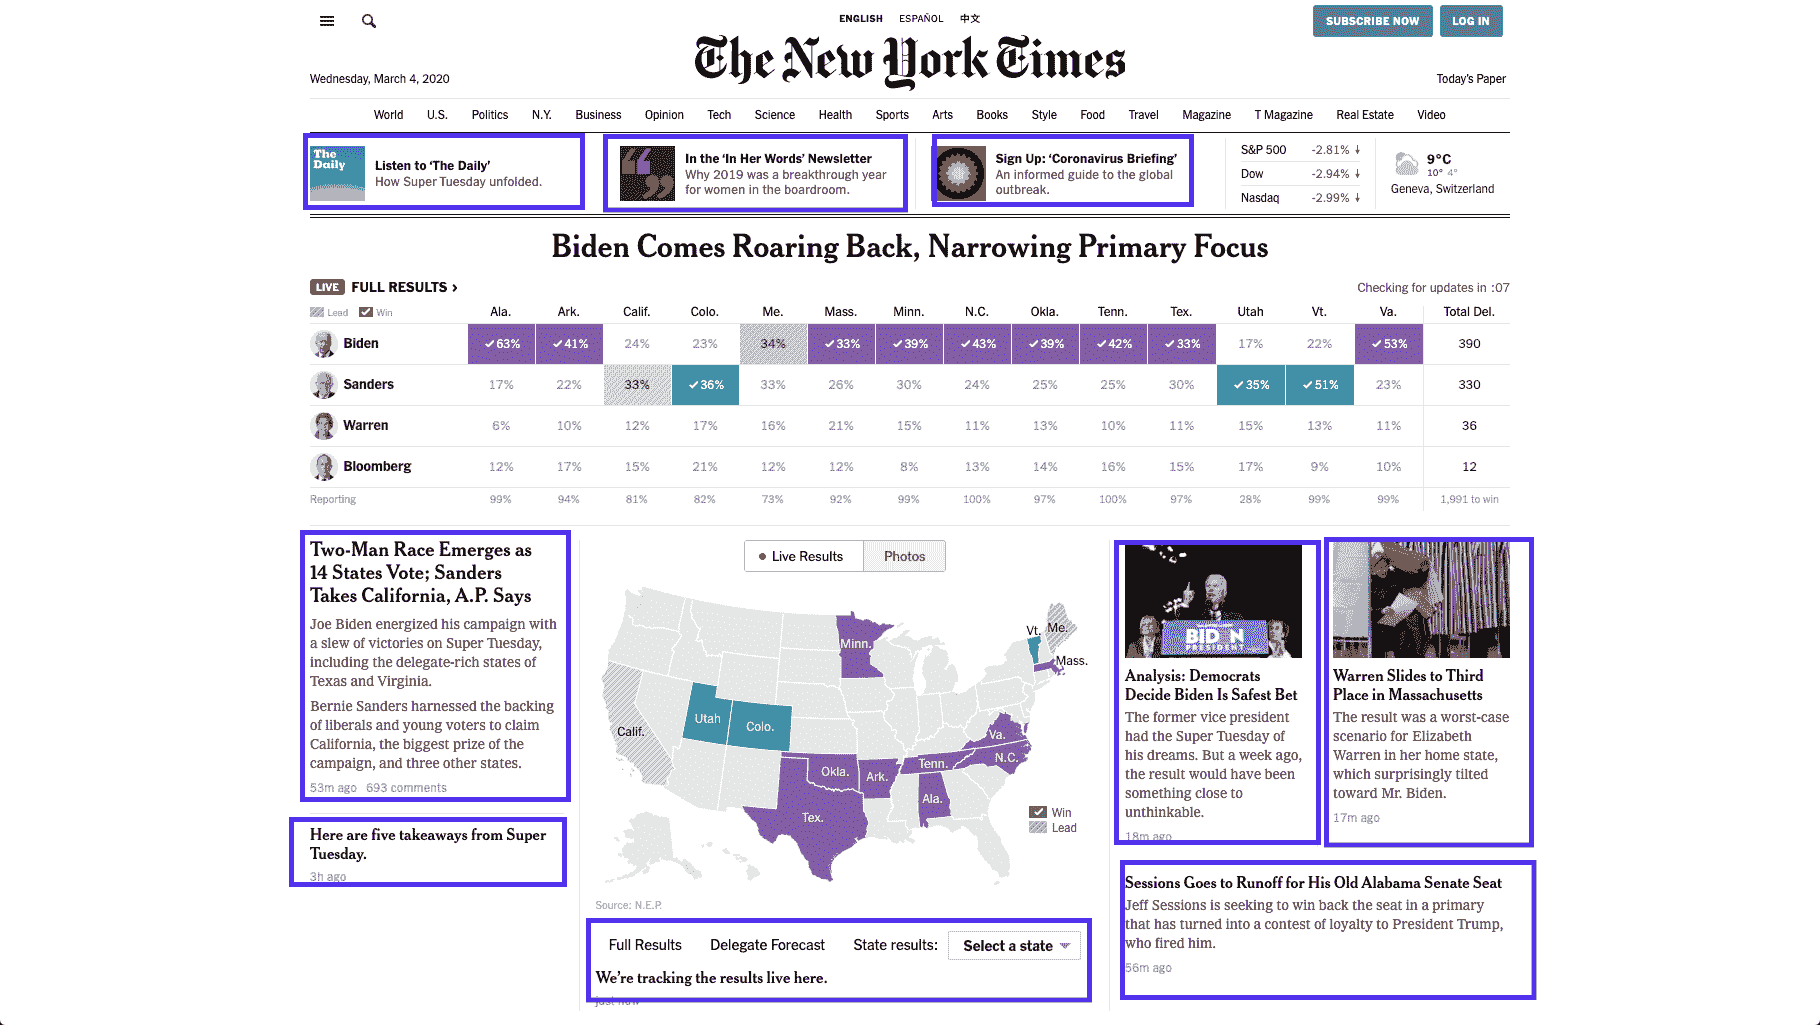 ENGLISH ESPAÑOL 中文
SUBSCRIBE NOW LOG IN
The New York Times
Wednesday, March 4, 2020
Today's Paper
World U.S. Politics N.Y. Business Opinion Tech Science Health Sports Arts Books Style Food Travel Magazine T Magazine Real Estate Video
The Daily
Listen to 'The Daily'
How Super Tuesday unfolded.
In the 'In Her Words' Newsletter
Why 2019 was a breakthrough year
for women in the boardroom.
Sign Up: 'Coronavirus Briefing'
An informed guide to the global
outbreak.
S&P 500 -2.81% ↓
Dow -2.94% ↓
Nasdaq -2.99% ↓
9°C
10° 4°
Geneva, Switzerland
Biden Comes Roaring Back, Narrowing Primary Focus
LIVE FULL RESULTS ›
Checking for updates in :07
Lead Win Ala. Ark. Calif. Colo. Me. Mass. Minn. N.C. Okla. Tenn. Tex. Utah Vt. Va. Total Del.
Biden ✓63% ✓41% 24% 23% 34% ✓33% ✓39% ✓43% ✓39% ✓42% ✓33% 17% 22% ✓53% 390
Sanders 17% 22% 33% ✓36% 33% 26% 30% 24% 25% 25% 30% ✓35% ✓51% 23% 330
Warren 6% 10% 12% 17% 16% 21% 15% 11% 13% 10% 11% 15% 13% 11% 36
Bloomberg 12% 17% 15% 21% 12% 12% 8% 13% 14% 16% 15% 17% 9% 10% 12
Reporting 99% 94% 81% 82% 73% 92% 99% 100% 97% 100% 97% 28% 99% 99% 1,991 to win
Two-Man Race Emerges as
14 States Vote; Sanders
Takes California, A.P. Says
Joe Biden energized his campaign with
a slew of victories on Super Tuesday,
including the delegate-rich states of
Texas and Virginia.
Bernie Sanders harnessed the backing
of liberals and young voters to claim
California, the biggest prize of the
campaign, and three other states.
53m ago 693 comments
Here are five takeaways from Super
Tuesday.
3h ago
Live Results Photos
Vt. Me.
Minn.
Mass.
Utah
Colo.
Calif.
Va.
N.C.
Okla.
Ark.
Tenn.
Ala.
Tex.
Win
Lead
Source: N.E.P.
Full Results Delegate Forecast State results: Select a state
We're tracking the results live here.
just now
BIDEN
PRESIDENT
Analysis: Democrats
Decide Biden Is Safest Bet
The former vice president
had the Super Tuesday of
his dreams. But a week ago,
the result would have been
something close to
unthinkable.
18m ago
Warren Slides to Third
Place in Massachusetts
The result was a worst-case
scenario for Elizabeth
Warren in her home state,
which surprisingly tilted
toward Mr. Biden.
17m ago
Sessions Goes to Runoff for His Old Alabama Senate Seat
Jeff Sessions is seeking to win back the seat in a primary
that has turned into a contest of loyalty to President Trump,
who fired him.
56m ago